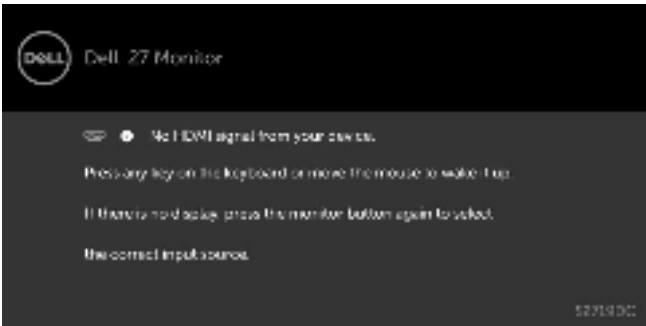 DELL
Dell 27 Monitor
No HDMI signal from your device.
Press any key on the keyboard or move the mouse to wake it up.
If there is no display, press the monitor button again to select
the correct input source.
S2719DC